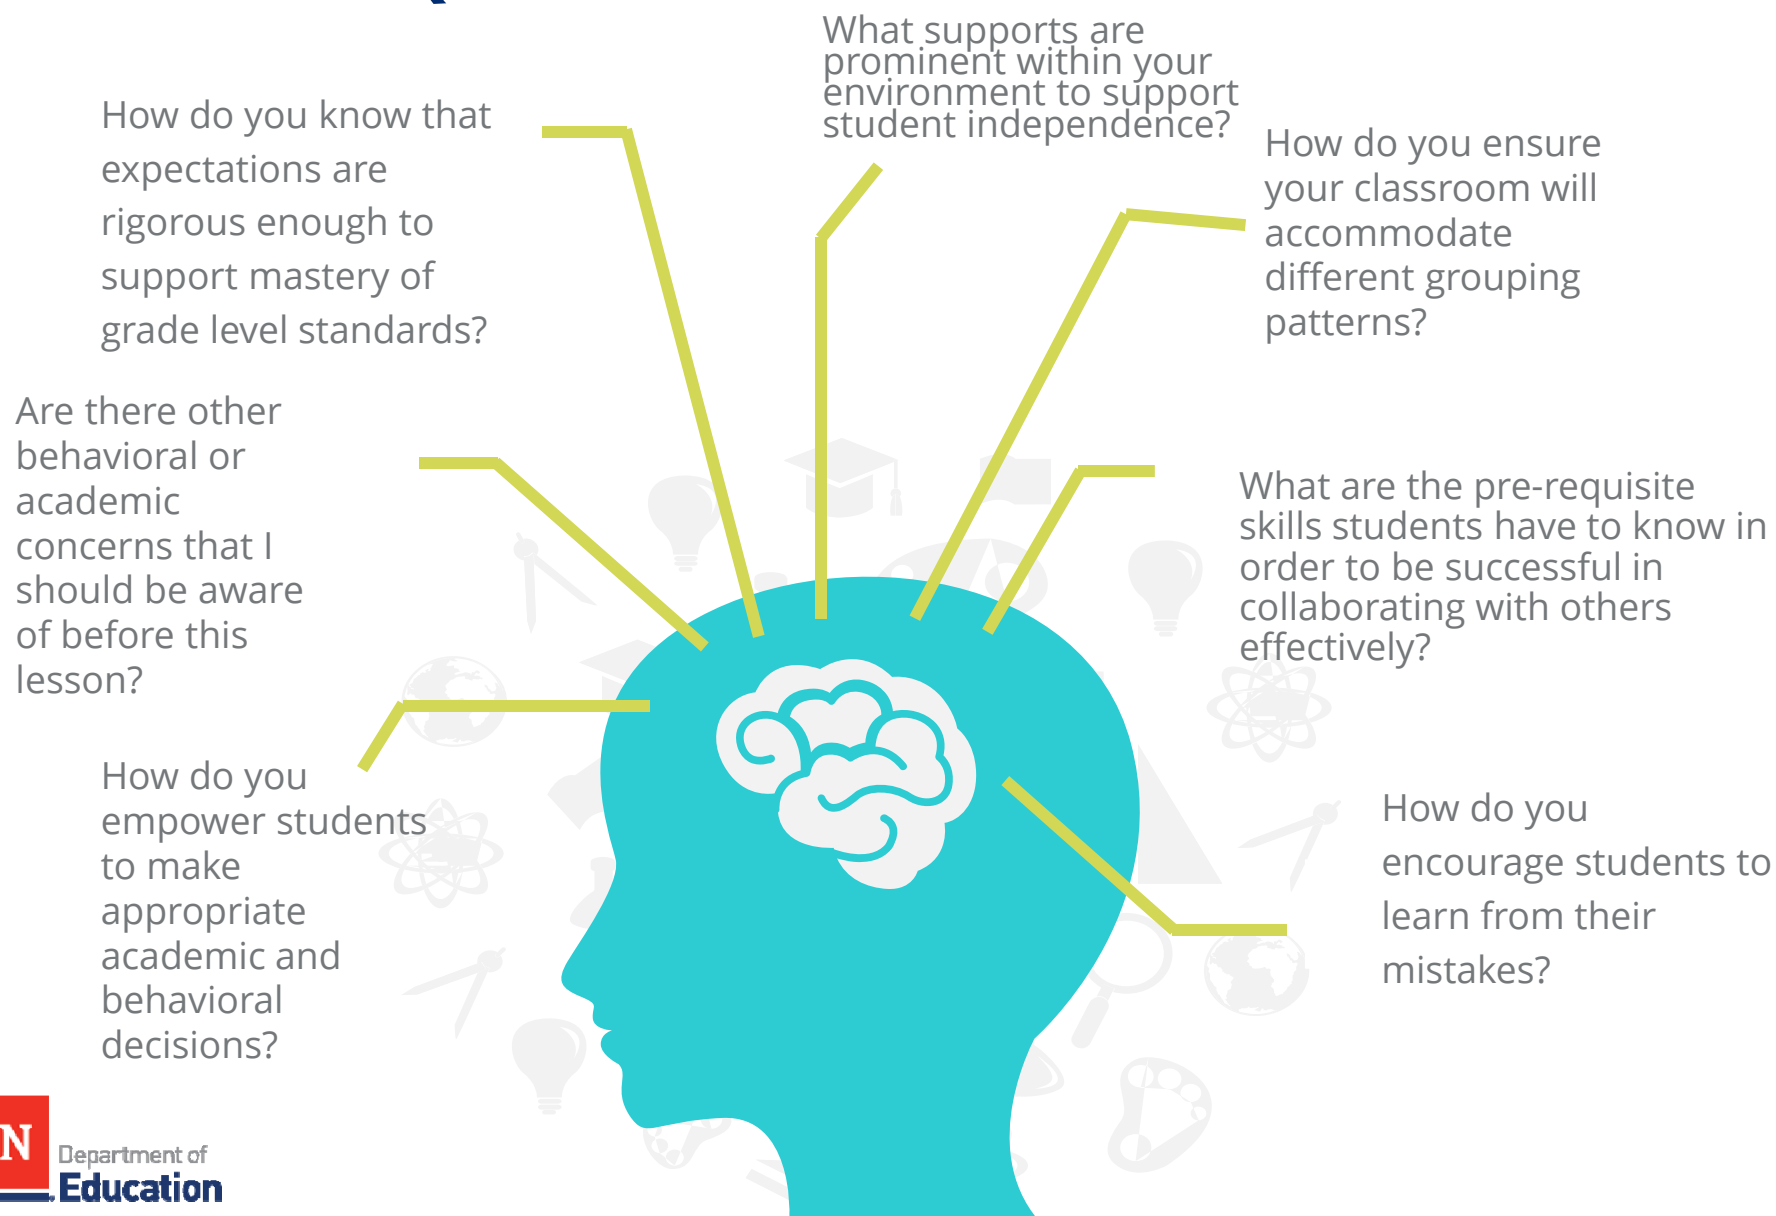 What supports are
prominent within your
environment to support
student independence?
How do you know that
expectations are
rigorous enough to
support mastery of
grade level standards?
How do you ensure
your classroom will
accommodate
different grouping
patterns?
Are there other
behavioral or
academic
concerns that I
should be aware
of before this
lesson?
What are the pre-requisite
skills students have to know in
order to be successful in
collaborating with others
effectively?
How do you
empower students
to make
appropriate
academic and
behavioral
decisions?
How do you
encourage students to
learn from their
mistakes?
N
Department of
Education